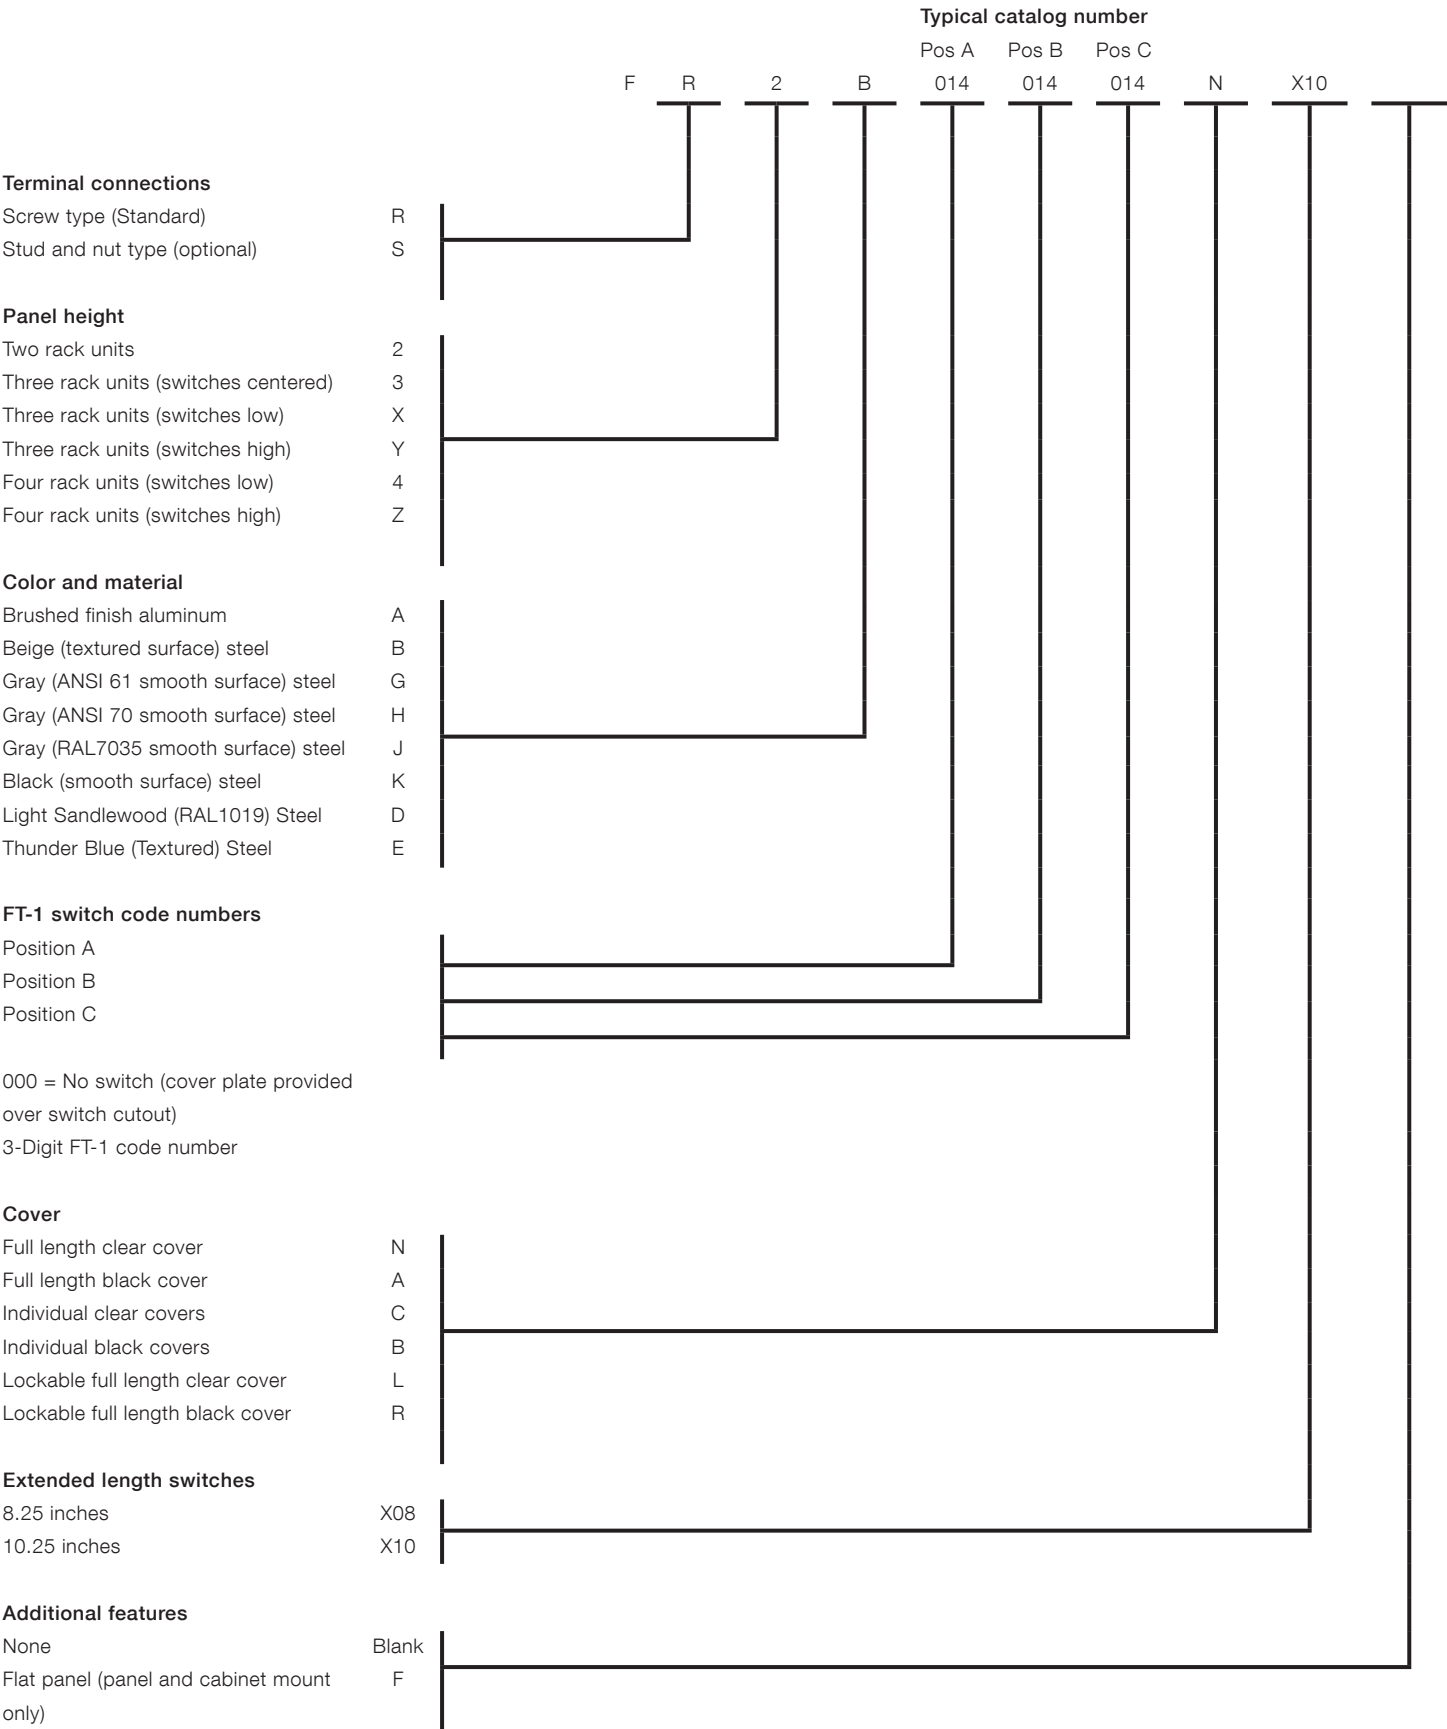 Typical catalog number
Pos A Pos B Pos C
F R 2 B 014 014 014 N X10
Terminal connections
Screw type (Standard) R
Stud and nut type (optional) S
Panel height
Two rack units 2
Three rack units (switches centered) 3
Three rack units (switches low) X
Three rack units (switches high) Y
Four rack units (switches low) 4
Four rack units (switches high) Z
Color and material
Brushed finish aluminum A
Beige (textured surface) steel B
Gray (ANSI 61 smooth surface) steel G
Gray (ANSI 70 smooth surface) steel H
Gray (RAL7035 smooth surface) steel J
Black (smooth surface) steel K
Light Sandlewood (RAL1019) Steel D
Thunder Blue (Textured) Steel E
FT-1 switch code numbers
Position A
Position B
Position C
000 = No switch (cover plate provided
over switch cutout)
3-Digit FT-1 code number
Cover
Full length clear cover N
Full length black cover A
Individual clear covers C
Individual black covers B
Lockable full length clear cover L
Lockable full length black cover R
Extended length switches
8.25 inches X08
10.25 inches X10
Additional features
None Blank
Flat panel (panel and cabinet mount F
only)